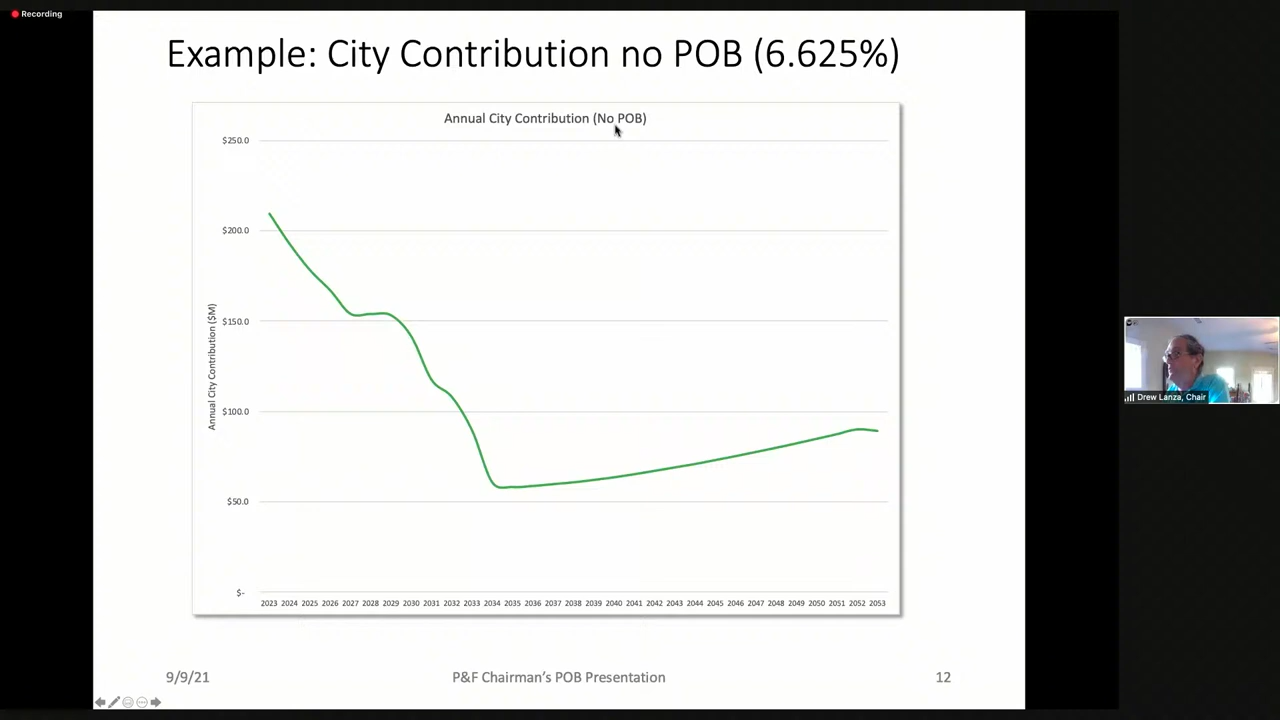 Recording
Example: City Contribution no POB (6.625%)
Annual City Contribution (No POB)
$250.0
$200.0
$150.0
$100.0
$50.0
$-
Annual City Contribution ($M)
2023 2024 2025 2026 2027 2028 2029 2030 2031 2032 2033 2034 2035 2036 2037 2038 2039 2040 2041 2042 2043 2044 2045 2046 2047 2048 2049 2050 2051 2052 2053
Drew Lanza, Chair
9/9/21
P&F Chairman's POB Presentation
12